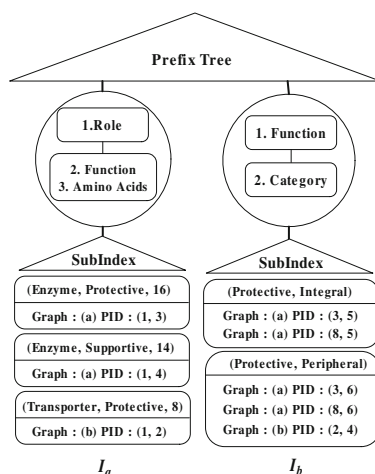 Prefix Tree
1.Role
2. Function
3. Amino Acids
SubIndex
(Enzyme, Protective, 16)
Graph : (a) PID : (1, 3)
(Enzyme, Supportive, 14)
Graph : (a) PID : (1, 4)
(Transporter, Protective, 8)
Graph : (b) PID : (1, 2)
I_a
1. Function
2. Category
SubIndex
(Protective, Integral)
Graph : (a) PID : (3, 5)
Graph : (a) PID : (8, 5)
(Protective, Peripheral)
Graph : (a) PID : (3, 6)
Graph : (a) PID : (8, 6)
Graph : (b) PID : (2, 4)
I_b